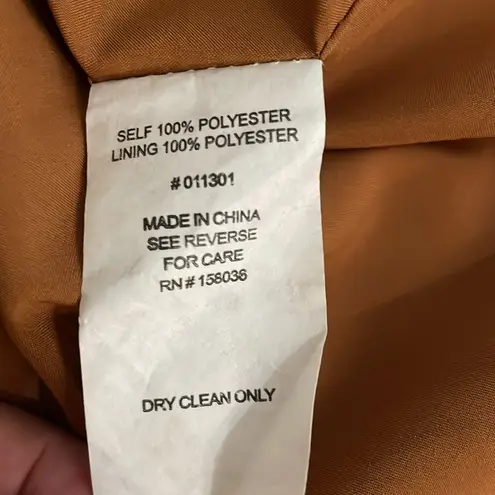 SELF 100% POLYESTER
LINING 100% POLYESTER
#011301
MADE IN CHINA
SEE REVERSE
FOR CARE
RN#158036
DRY CLEAN ONLY